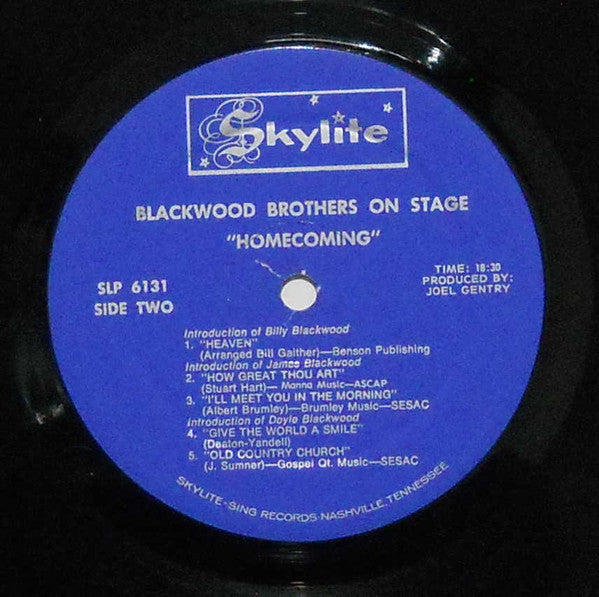 Skylite
BLACKWOOD BROTHERS ON STAGE
"HOMECOMING"
SLP 6131
SIDE TWO
TIME: 18:30
PRODUCED BY:
JOEL GENTRY
Introduction of Billy Blackwood
1. "HEAVEN"
(Arranged Bill Gaither)—Benson Publishing
Introduction of James Blackwood
2. "HOW GREAT THOU ART"
(Stuart Hart)— Manna Music—ASCAP
3. "I'LL MEET YOU IN THE MORNING"
(Albert Brumley)—Brumley Music—SESAC
Introduction of Doyle Blackwood
4. "GIVE THE WORLD A SMILE"
(Deaton-Yandell)
5. "OLD COUNTRY CHURCH"
(J. Sumner)—Gospel Qt. Music—SESAC
SKYLITE-SING RECORDS-NASHVILLE, TENNESSEE